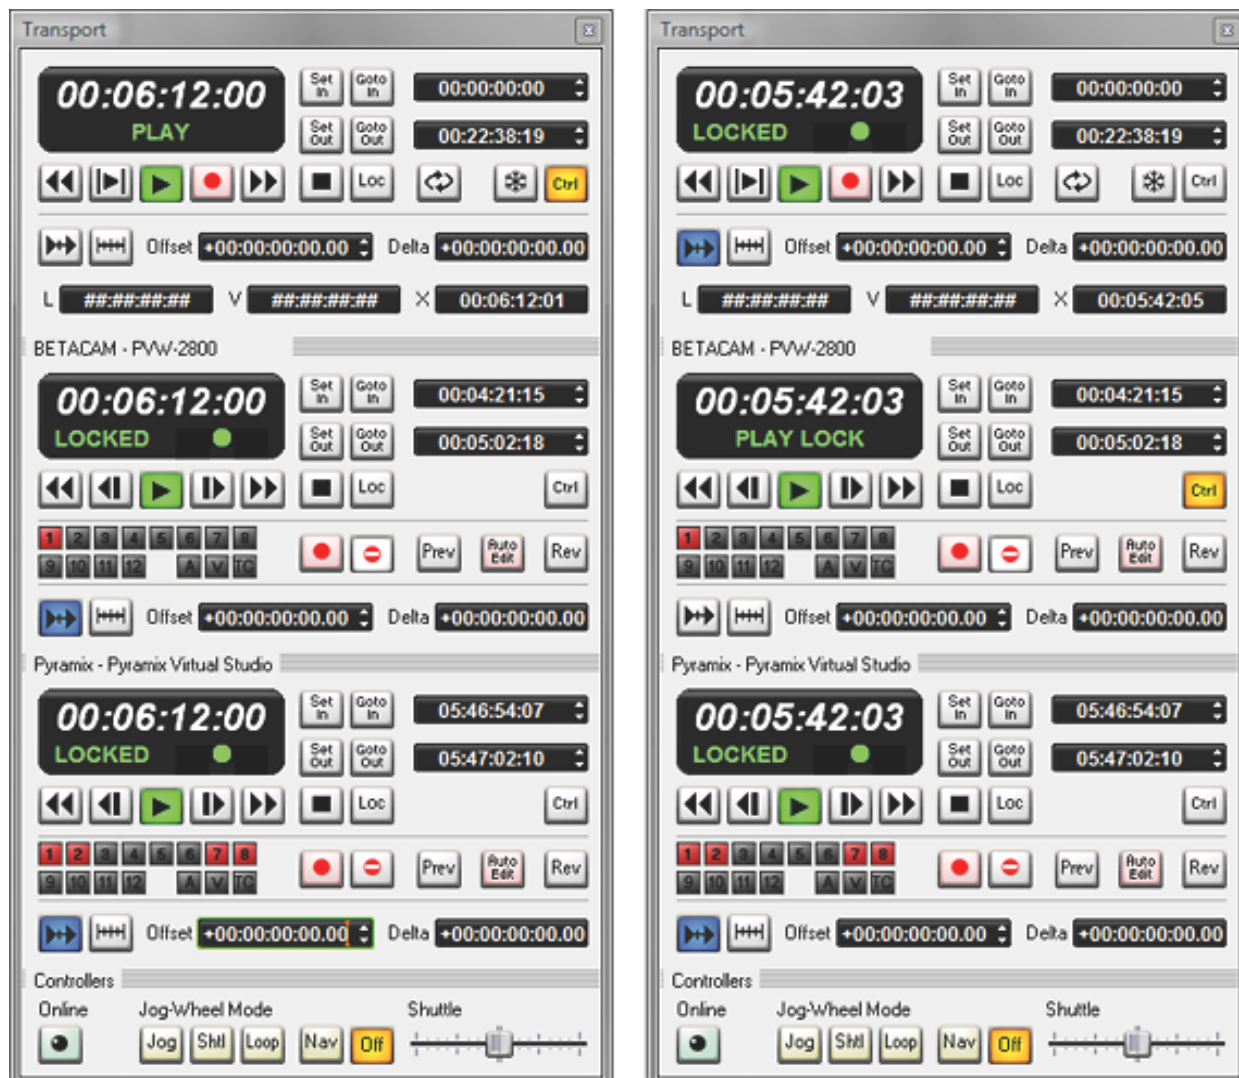 Transport
00:06:12:00
PLAY
Set In
Goto In
00:00:00:00
Set Out
Goto Out
00:22:38:19
Loc
Ctrl
Offset +00:00:00:00.00 Delta +00:00:00:00.00
L ##:##:##:## V ##:##:##:## X 00:06:12:01
BETACAM - PVW-2800
00:06:12:00
LOCKED
Set In
Goto In
00:04:21:15
Set Out
Goto Out
00:05:02:18
Loc
Ctrl
1 2 3 4 5 6 7 8
9 10 11 12 A V TC
Prev
Auto Edit
Rev
Offset +00:00:00:00.00 Delta +00:00:00:00.00
Pyramix - Pyramix Virtual Studio
00:06:12:00
LOCKED
Set In
Goto In
05:46:54:07
Set Out
Goto Out
05:47:02:10
Loc
Ctrl
1 2 3 4 5 6 7 8
9 10 11 12 A V TC
Prev
Auto Edit
Rev
Offset +00:00:00:00.00 Delta +00:00:00:00.00
Controllers
Online Jog-Wheel Mode Shuttle
Jog Shtl Loop Nav Off
Transport
00:05:42:03
LOCKED
Set In
Goto In
00:00:00:00
Set Out
Goto Out
00:22:38:19
Loc
Ctrl
Offset +00:00:00:00.00 Delta +00:00:00:00.00
L ##:##:##:## V ##:##:##:## X 00:05:42:05
BETACAM - PVW-2800
00:05:42:03
PLAY LOCK
Set In
Goto In
00:04:21:15
Set Out
Goto Out
00:05:02:18
Loc
Ctrl
1 2 3 4 5 6 7 8
9 10 11 12 A V TC
Prev
Auto Edit
Rev
Offset +00:00:00:00.00 Delta +00:00:00:00.00
Pyramix - Pyramix Virtual Studio
00:05:42:03
LOCKED
Set In
Goto In
05:46:54:07
Set Out
Goto Out
05:47:02:10
Loc
Ctrl
1 2 3 4 5 6 7 8
9 10 11 12 A V TC
Prev
Auto Edit
Rev
Offset +00:00:00:00.00 Delta +00:00:00:00.00
Controllers
Online Jog-Wheel Mode Shuttle
Jog Shtl Loop Nav Off